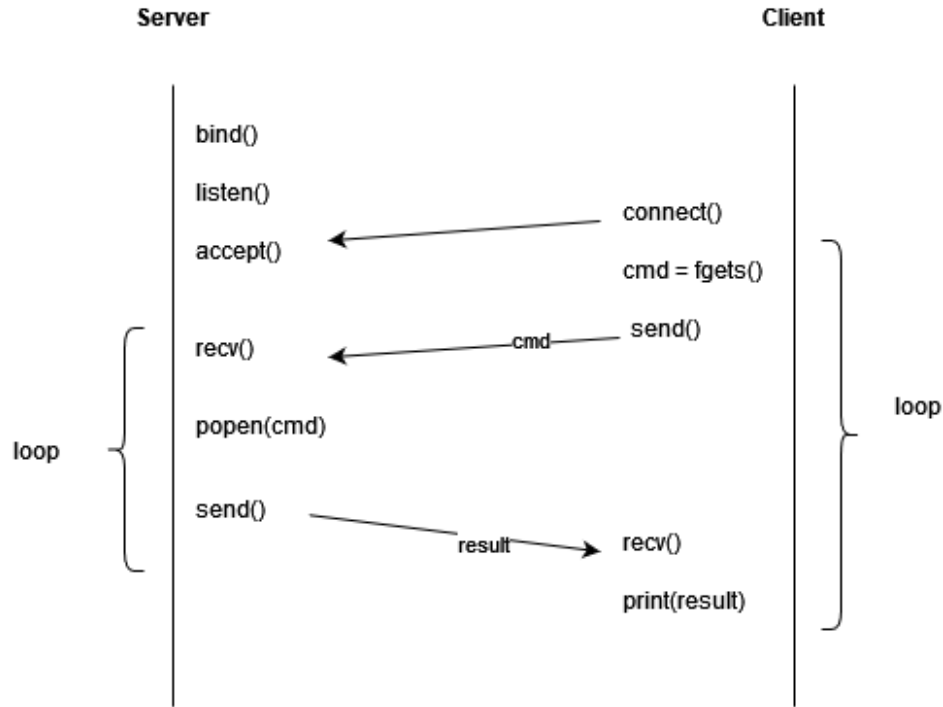 Server
Client
bind()
listen()
connect()
accept()
cmd = fgets()
send()
cmd
recv()
loop
popen(cmd)
loop
send()
result
recv()
print(result)